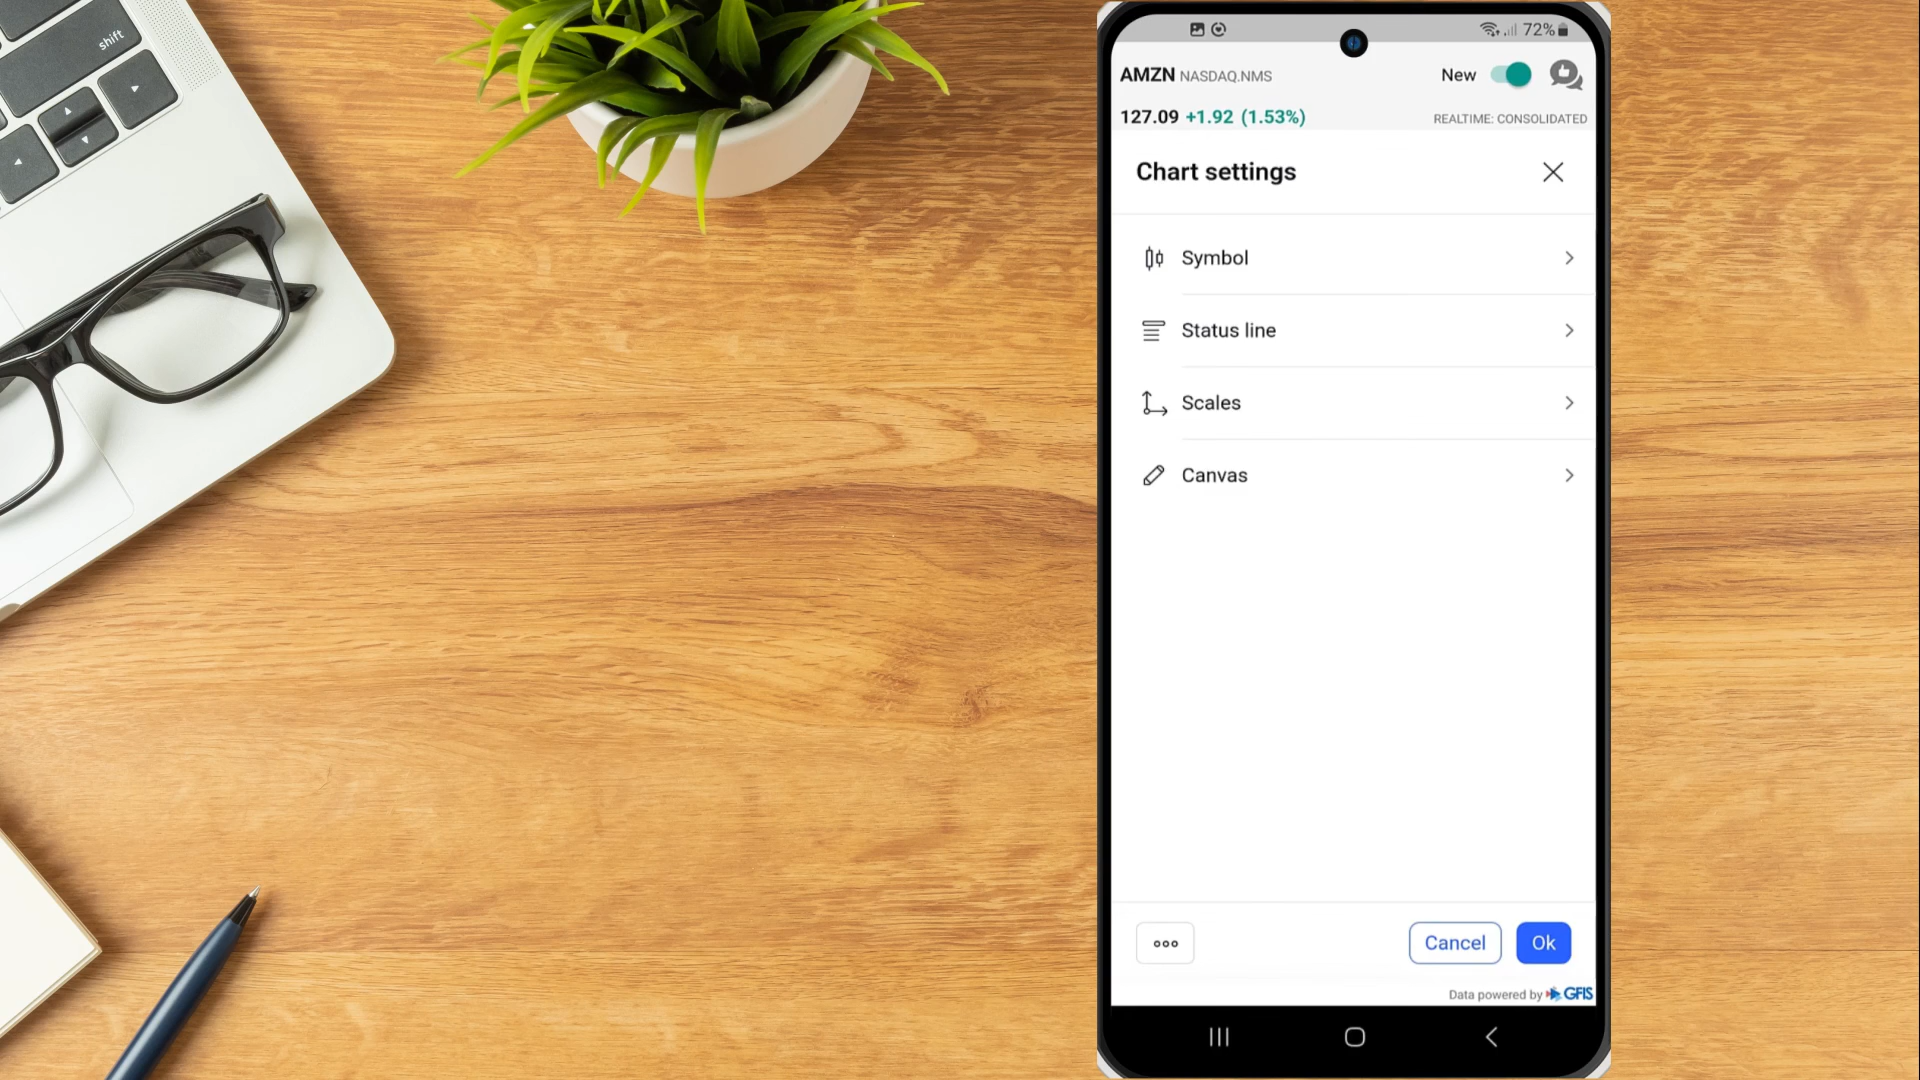 shift
72%
AMZN NASDAQ.NMS
New
127.09 +1.92 (1.53%)
REALTIME: CONSOLIDATED
Chart settings
Symbol
Status line
Scales
Canvas
Cancel
Ok
Data powered by GFIS